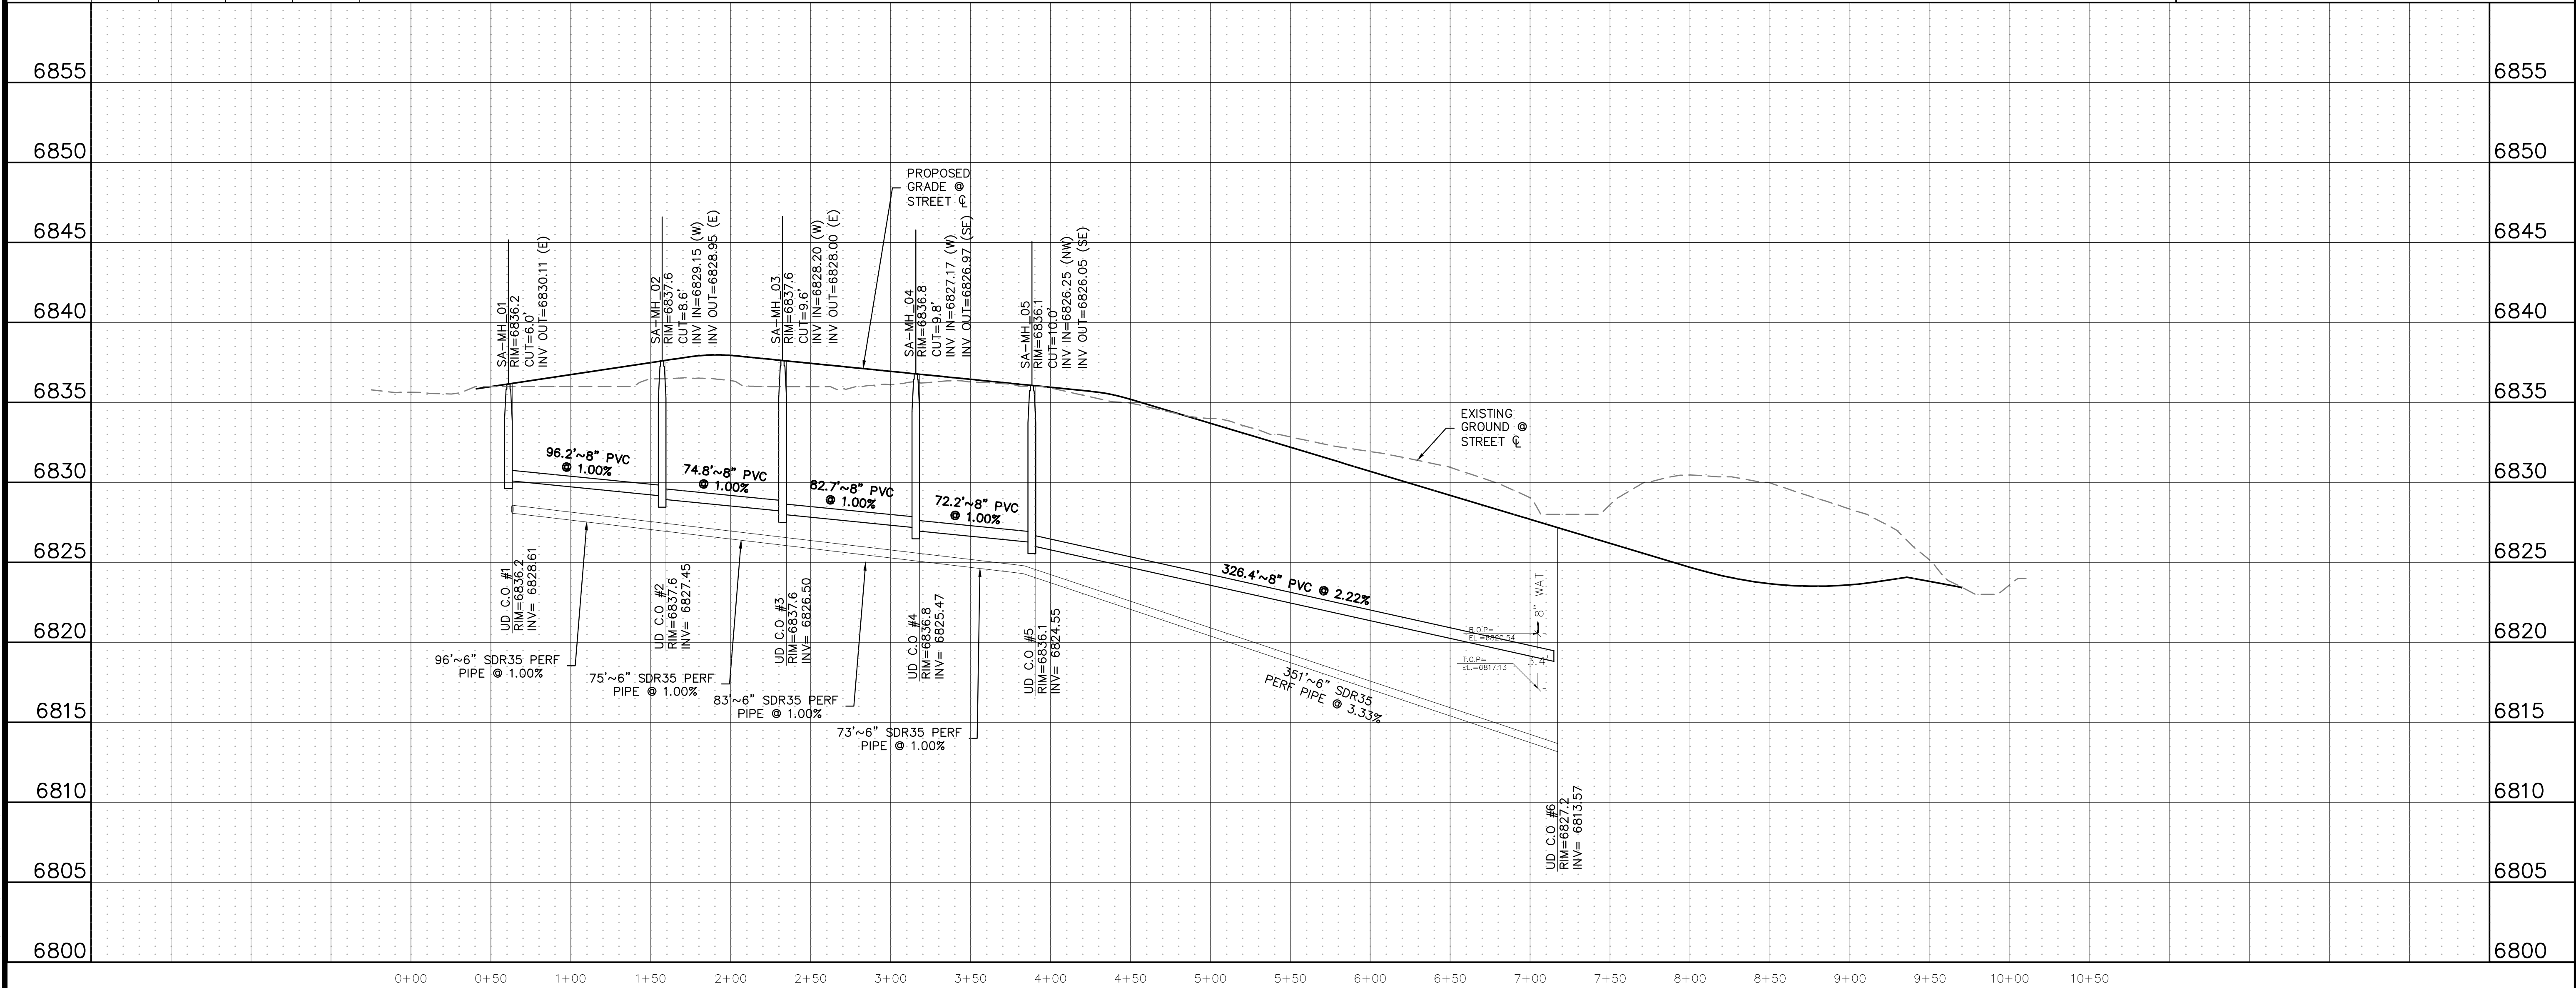 6855
6850
6845
6840
6835
6830
6825
6820
6815
6810
6805
6800
6855
6850
6845
6840
6835
6830
6825
6820
6815
6810
6805
6800
PROPOSED
GRADE @
STREET ℄
SA-MH_01
RIM=6836.2
CUT=6.0'
INV OUT=6830.11 (E)
SA-MH_02
RIM=6837.6
CUT=8.6'
INV IN=6829.15 (W)
INV OUT=6828.95 (E)
SA-MH_03
RIM=6837.6
CUT=9.6'
INV IN=6828.20 (W)
INV OUT=6828.00 (E)
SA-MH_04
RIM=6836.8
CUT=9.8'
INV IN=6827.17 (W)
INV OUT=6826.97 (SE)
SA-MH_05
RIM=6836.1
CUT=10.0'
INV IN=6826.25 (NW)
INV OUT=6826.05 (SE)
EXISTING
GROUND @
STREET ℄
96.2'~8" PVC
@ 1.00%
74.8'~8" PVC
@ 1.00%
82.7'~8" PVC
@ 1.00%
72.2'~8" PVC
@ 1.00%
326.4'~8" PVC @ 2.22%
8" WAT
B.O.P=
EL.=6820.54
T.O.P=
EL.=6817.13
3.4'
UD C.O #1
RIM=6836.2
INV= 6828.61
UD C.O #2
RIM=6837.6
INV= 6827.45
UD C.O #3
RIM=6837.6
INV= 6826.50
UD C.O #4
RIM=6836.8
INV= 6825.47
UD C.O #5
RIM=6836.1
INV= 6824.55
UD C.O #6
RIM=6827.2
INV= 6813.57
96'~6" SDR35 PERF
PIPE @ 1.00%
75'~6" SDR35 PERF
PIPE @ 1.00%
83'~6" SDR35 PERF
PIPE @ 1.00%
73'~6" SDR35 PERF
PIPE @ 1.00%
351'~6" SDR35
PERF PIPE @ 3.33%
0+00
0+50
1+00
1+50
2+00
2+50
3+00
3+50
4+00
4+50
5+00
5+50
6+00
6+50
7+00
7+50
8+00
8+50
9+00
9+50
10+00
10+50